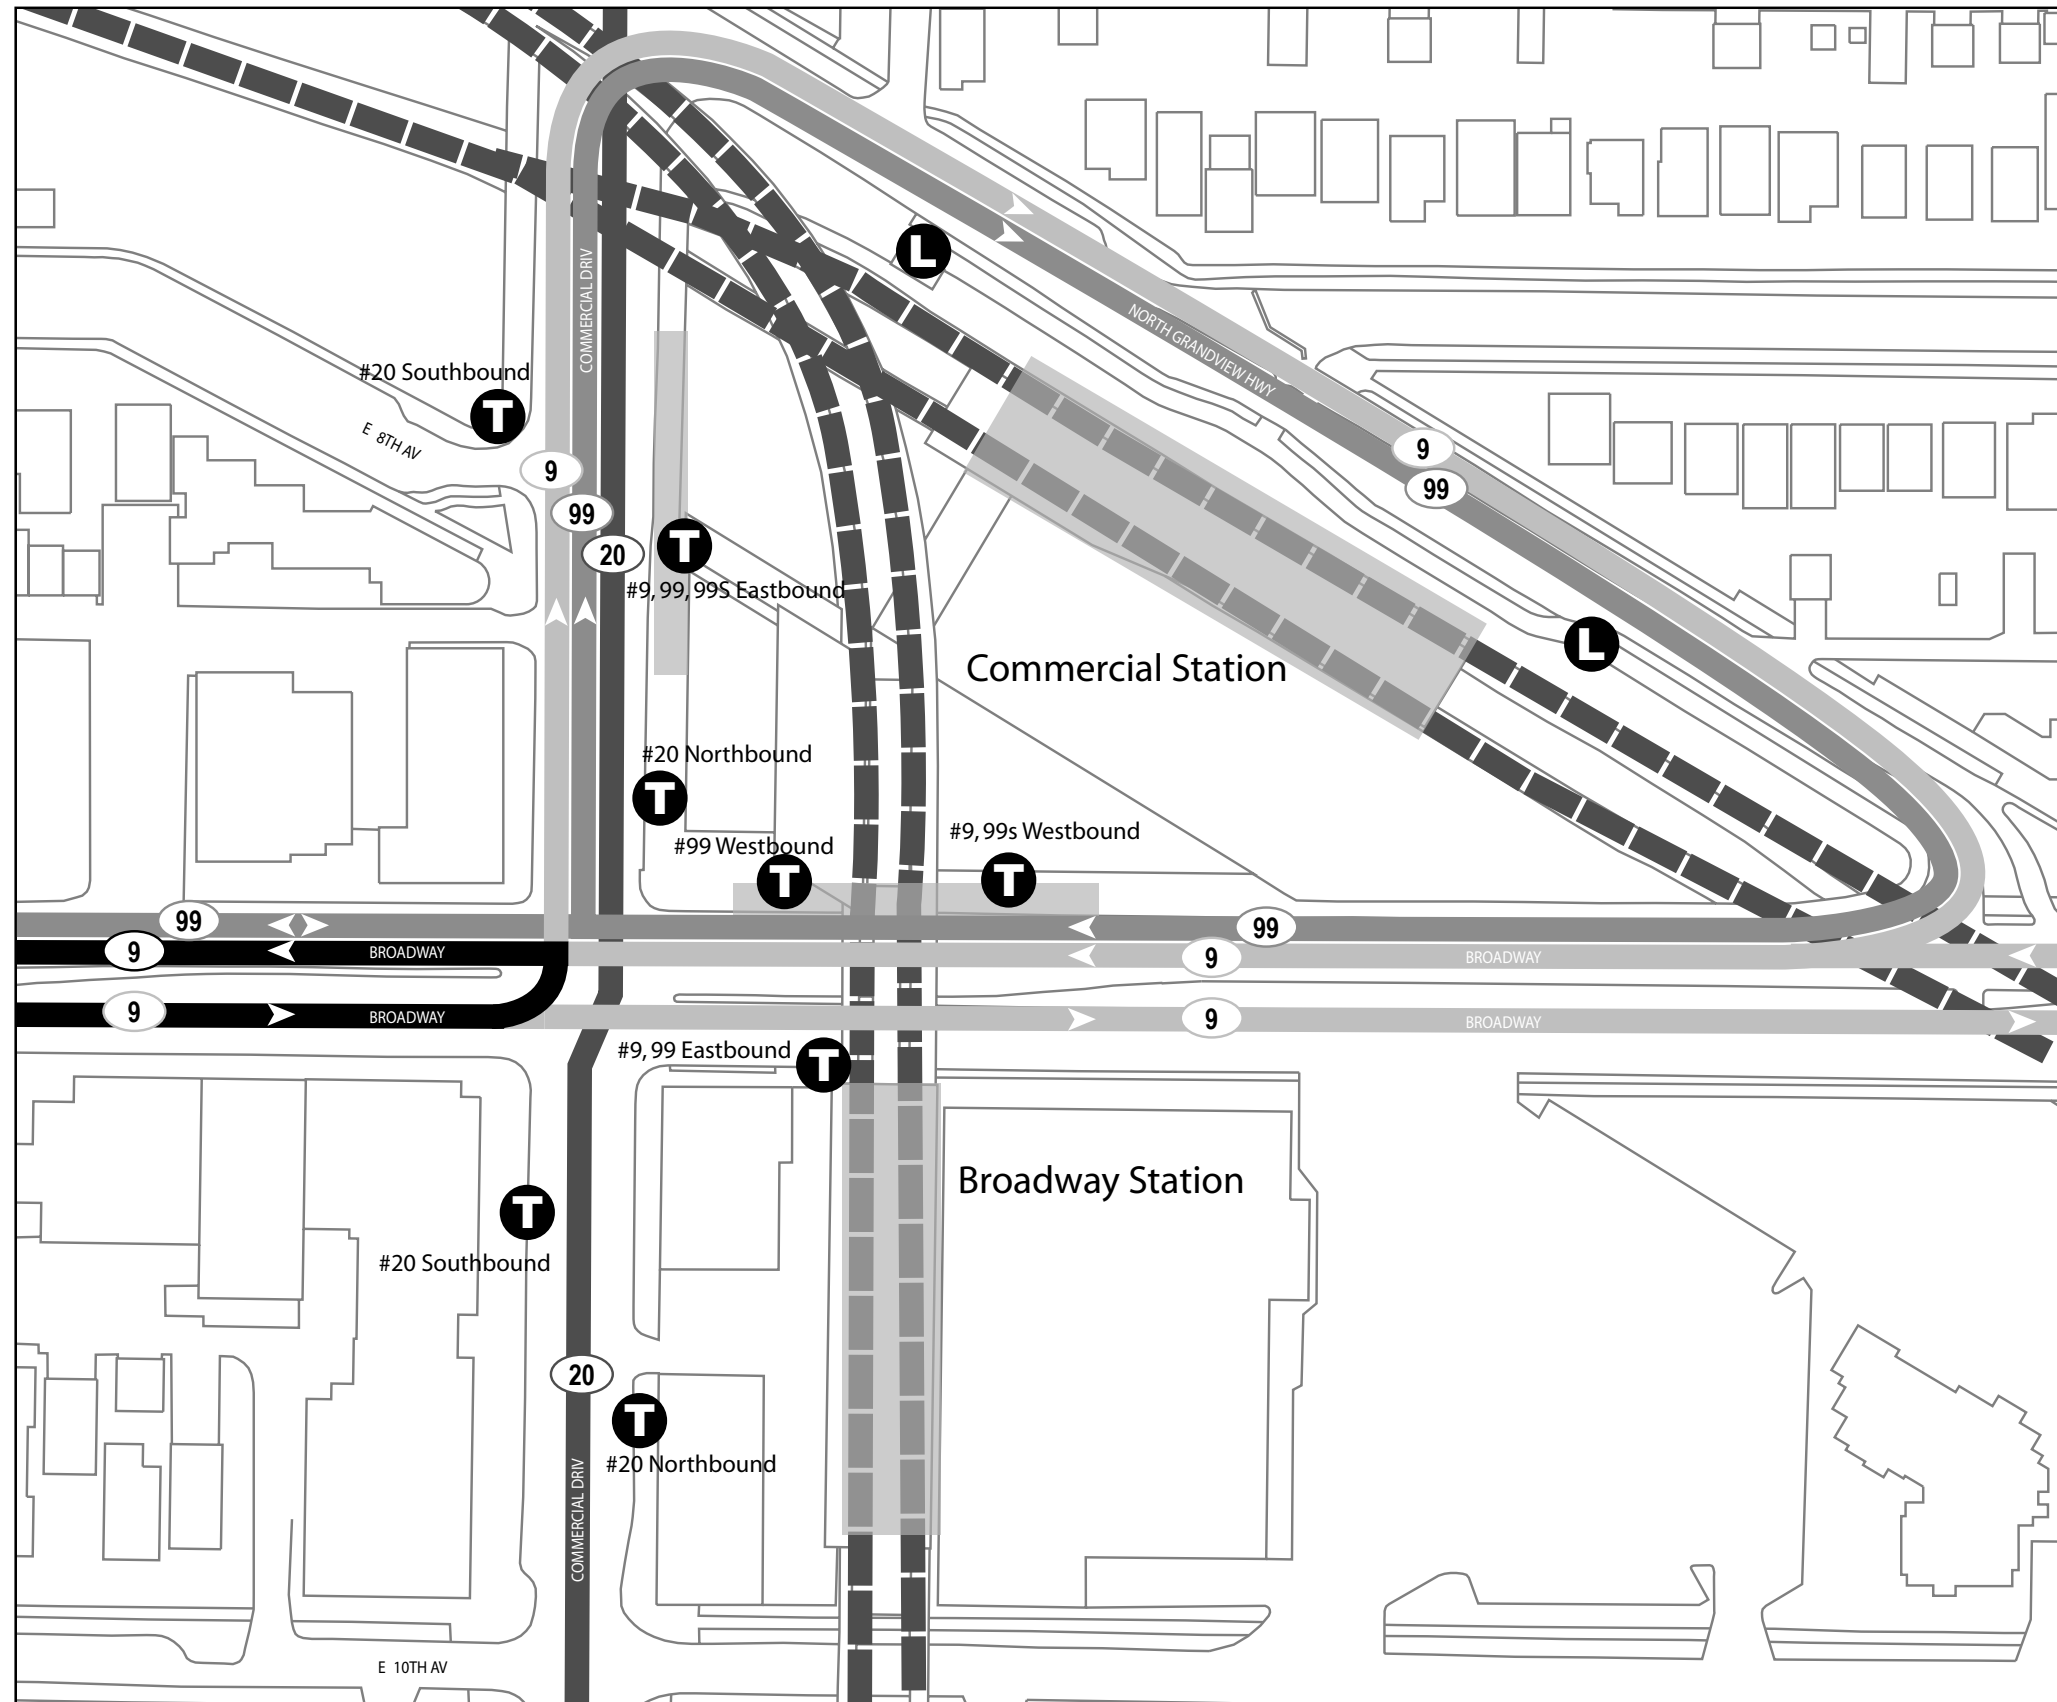 L
COMMERCIAL DRIV
NORTH GRANDVIEW HWY
#20 Southbound
T
E 8TH AV
9
9
99
99
20
T
#9, 99, 99S Eastbound
L
Commercial Station
#20 Northbound
T
#9, 99s Westbound
#99 Westbound
T
T
99
99
9
BROADWAY
9
BROADWAY
9
BROADWAY
9
BROADWAY
#9, 99 Eastbound
T
Broadway Station
T
#20 Southbound
20
T
#20 Northbound
COMMERCIAL DRIV
E 10TH AV